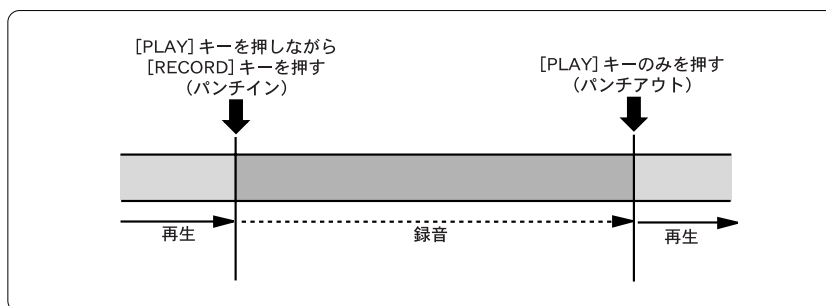 [PLAY] キーを押しながら
[RECORD] キーを押す
(パンチイン)
[PLAY] キーのみを押す
(パンチアウト)
再生
録音
再生